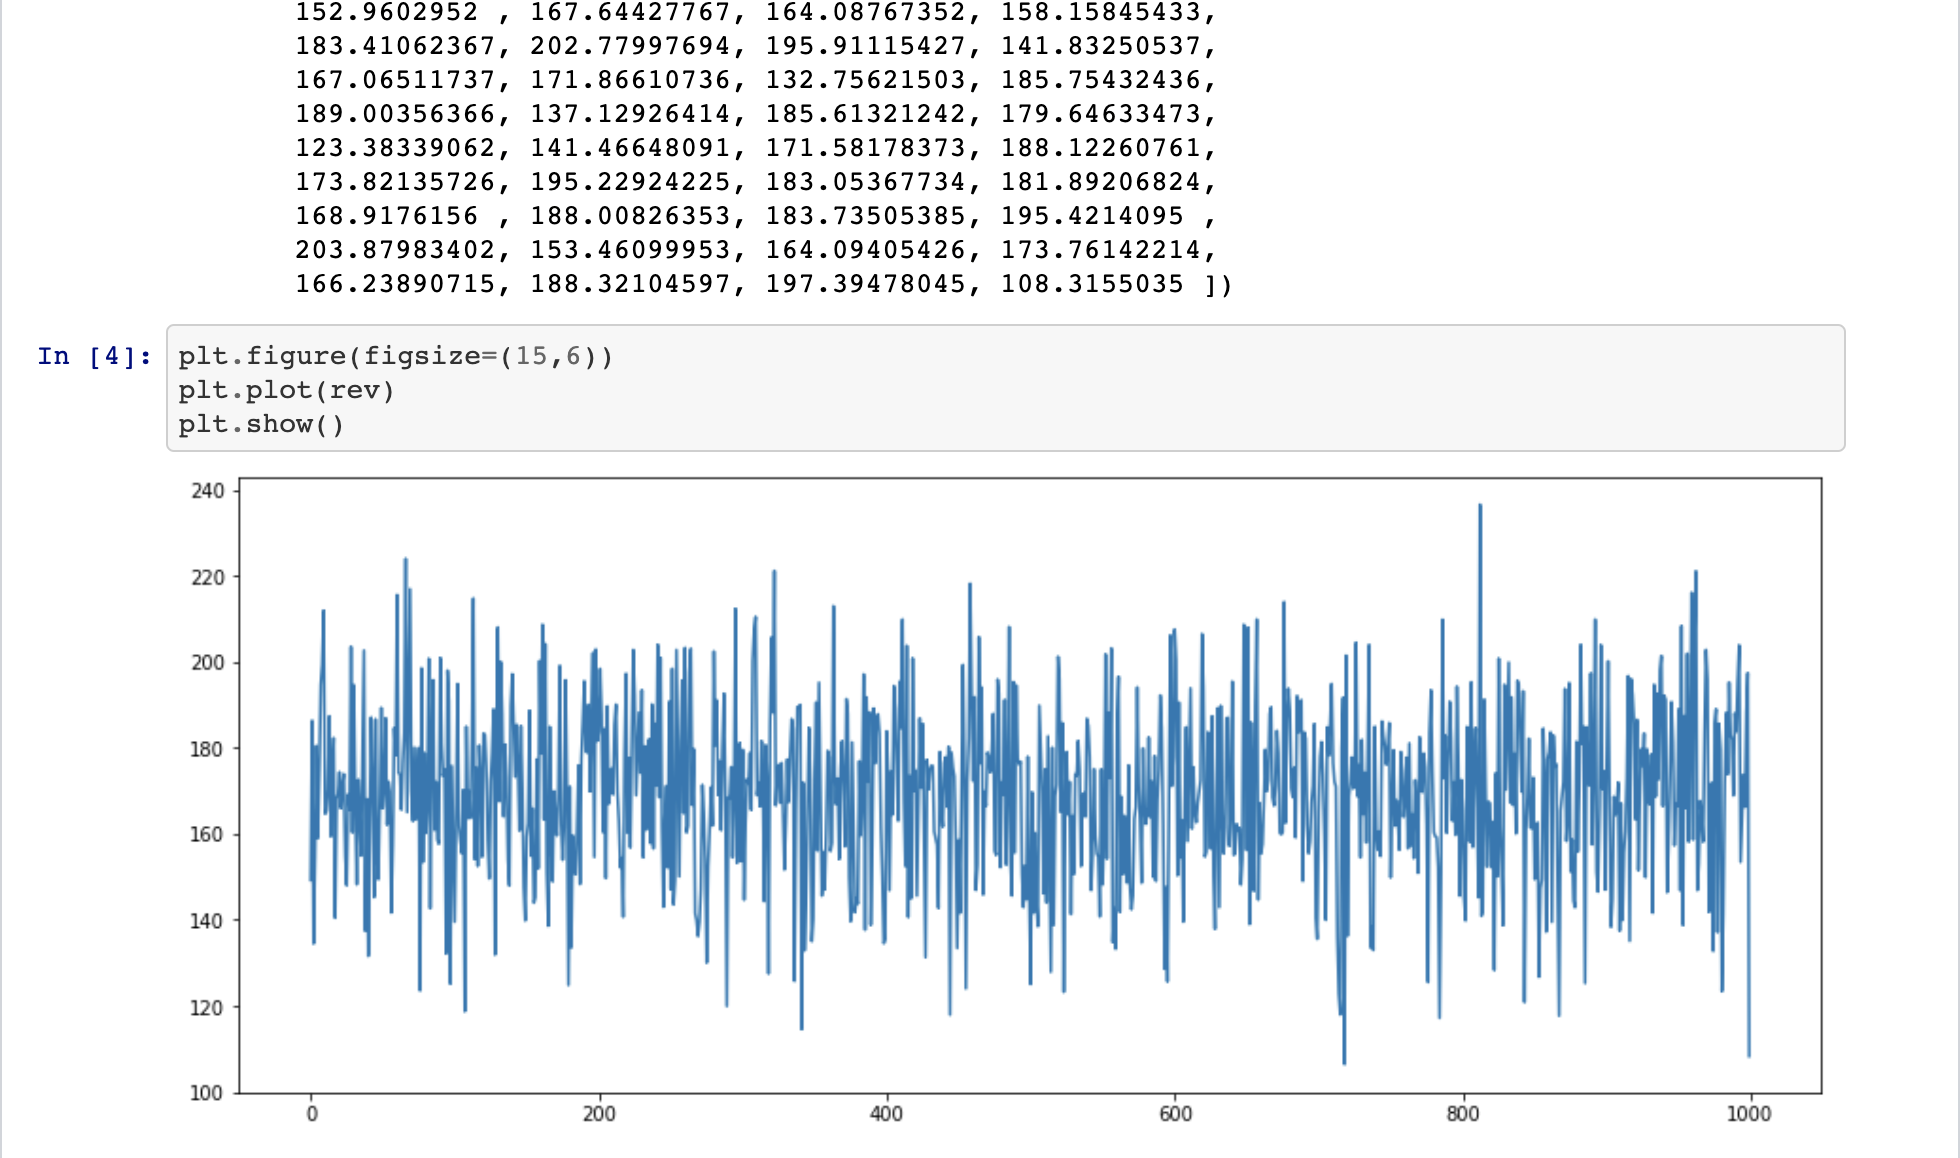 152.9602952 , 167.64427767, 164.08767352, 158.15845433,
183.41062367, 202.77997694, 195.91115427, 141.83250537,
167.06511737, 171.86610736, 132.75621503, 185.75432436,
189.00356366, 137.12926414, 185.61321242, 179.64633473,
123.38339062, 141.46648091, 171.58178373, 188.12260761,
173.82135726, 195.22924225, 183.05367734, 181.89206824,
168.9176156 , 188.00826353, 183.73505385, 195.4214095 ,
203.87983402, 153.46099953, 164.09405426, 173.76142214,
166.23890715, 188.32104597, 197.39478045, 108.3155035 ])
In [4]: plt.figure(figsize=(15,6))
plt.plot(rev)
plt.show()
240
220
200
180
160
140
120
100
0 200 400 600 800 1000